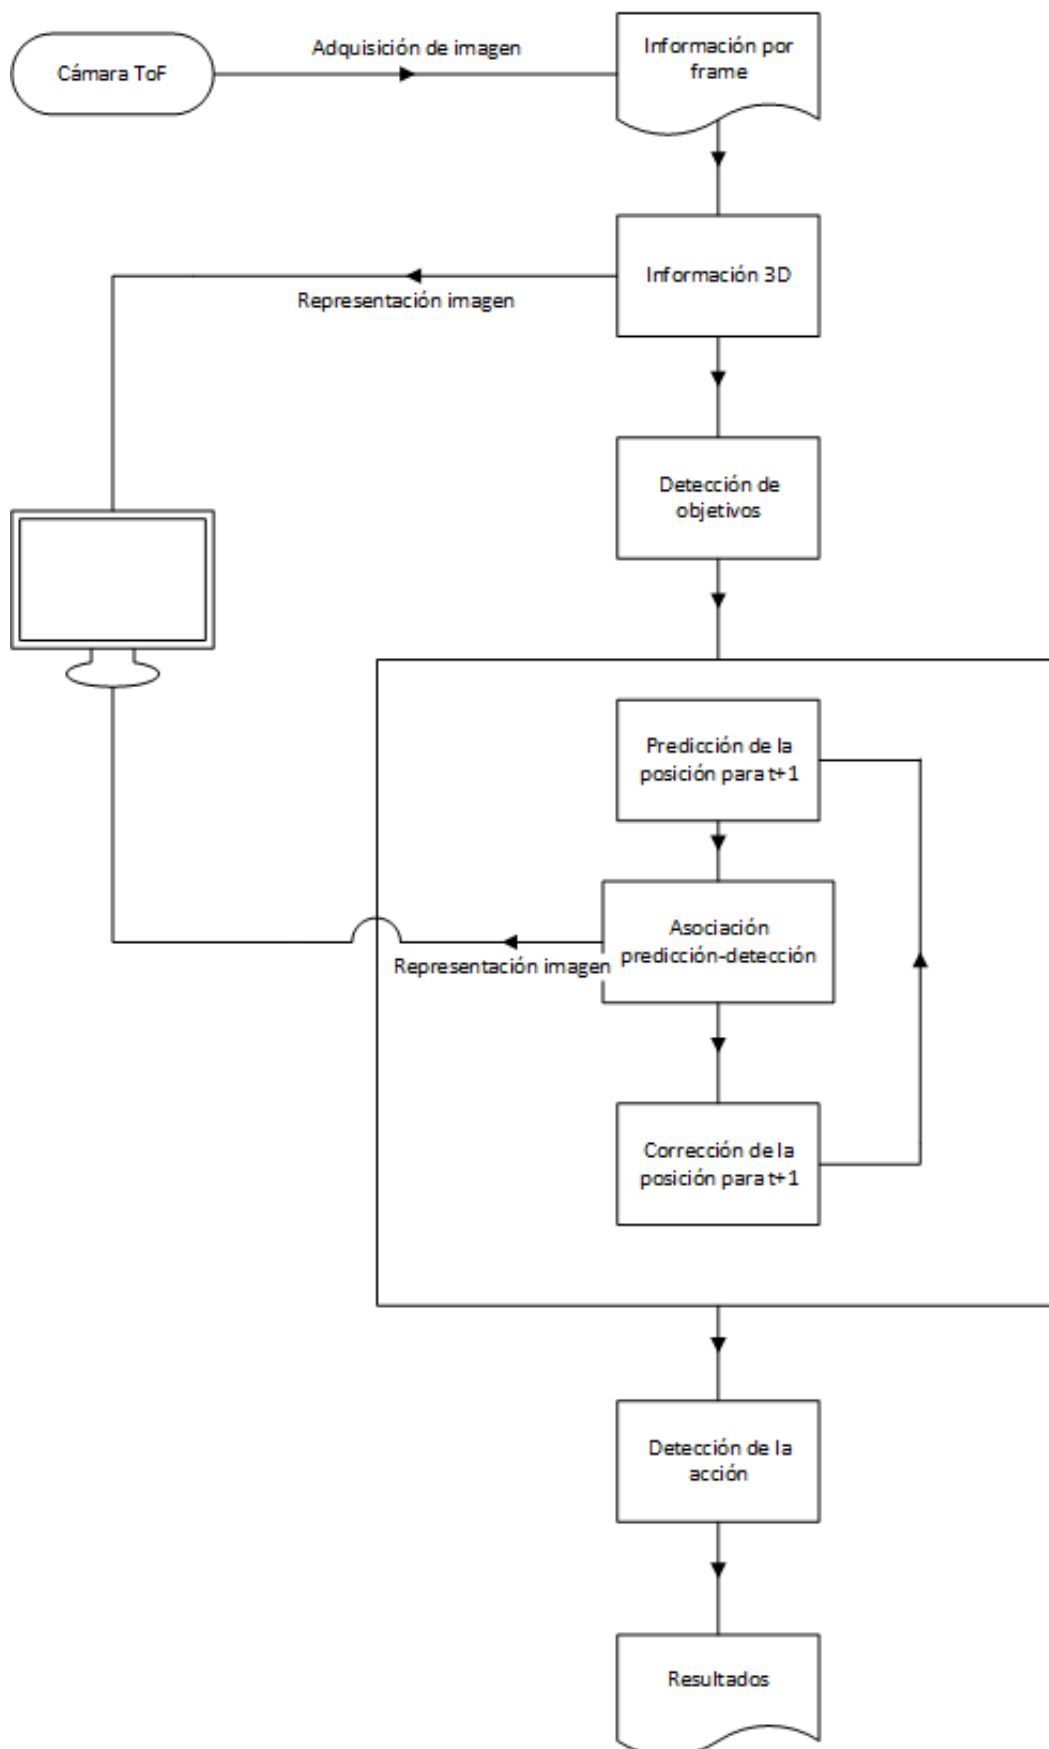 Cámara ToF
Adquisición de imagen
Información por
frame
Información 3D
Representación imagen
Detección de
objetivos
Predicción de la
posición para t+1
Asociación
predicción-detección
Representación imagen
Corrección de la
posición para t+1
Detección de la
acción
Resultados